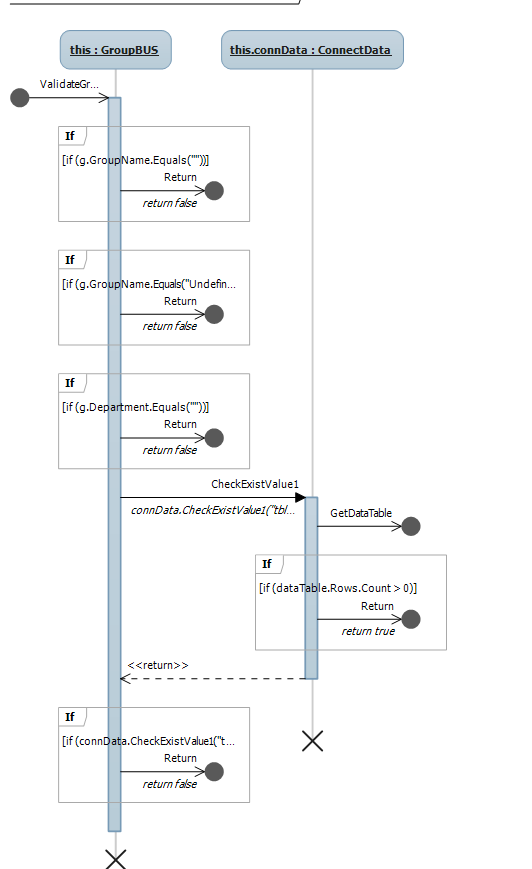 this : GroupBUS
this.connData : ConnectData
ValidateGr...
If
[if (g.GroupName.Equals(""))]
Return
return false
If
[if (g.GroupName.Equals("Undefin...
Return
return false
If
[if (g.Department.Equals(""))]
Return
return false
CheckExistValue1
connData.CheckExistValue1("tbl...
GetDataTable
If
[if (dataTable.Rows.Count > 0)]
Return
return true
<<return>>
If
[if (connData.CheckExistValue1("t...
Return
return false